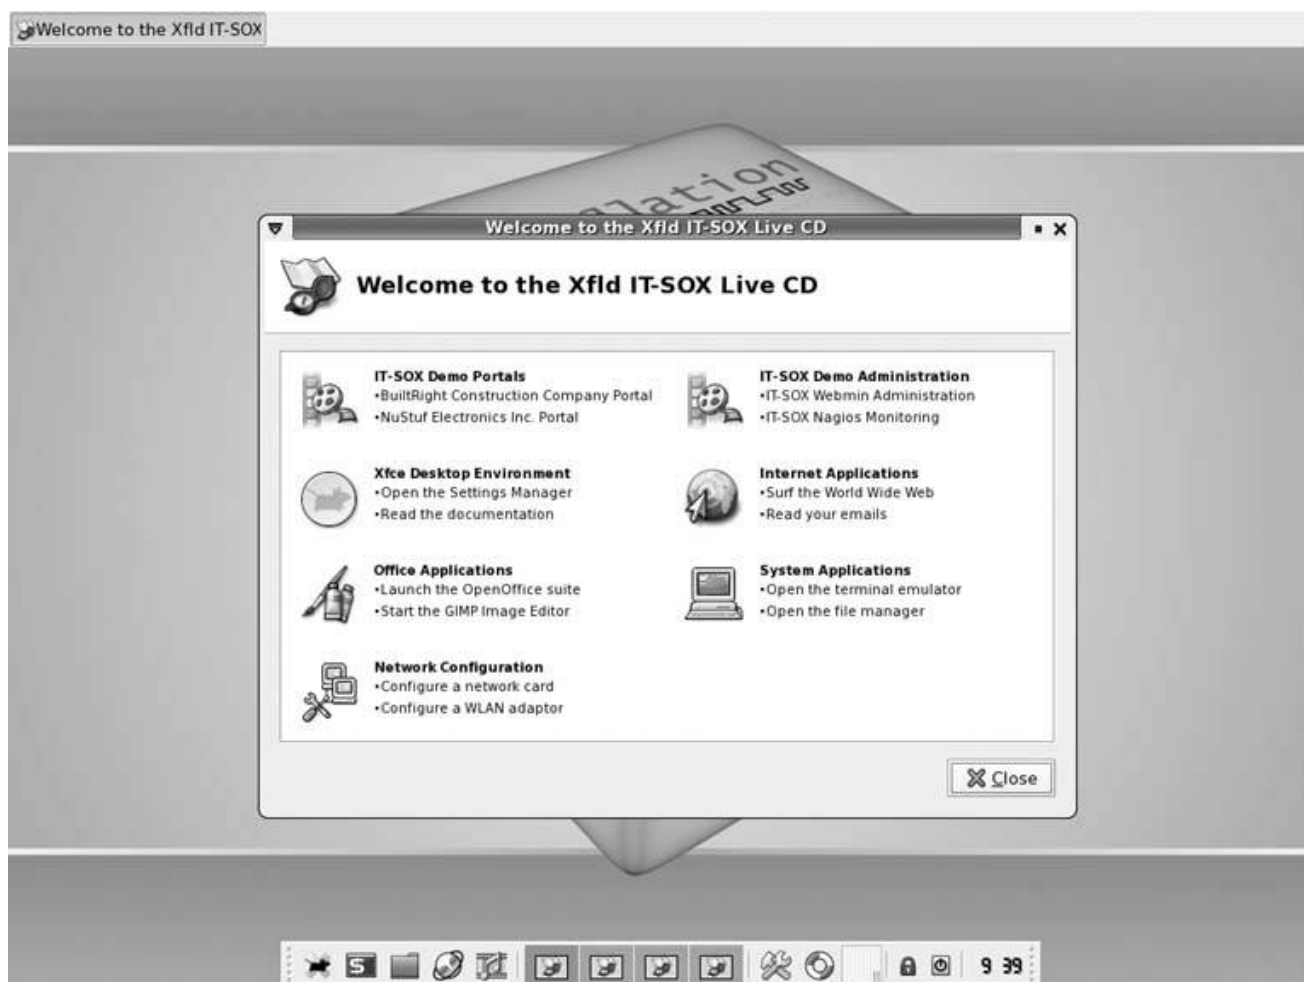 Welcome to the Xfld IT-SOX
Welcome to the Xfld IT-SOX Live CD
Welcome to the Xfld IT-SOX Live CD
IT-SOX Demo Portals
•BuiltRight Construction Company Portal
•NuStuf Electronics Inc. Portal
IT-SOX Demo Administration
•IT-SOX Webmin Administration
•IT-SOX Nagios Monitoring
Xfce Desktop Environment
•Open the Settings Manager
•Read the documentation
Internet Applications
•Surf the World Wide Web
•Read your emails
Office Applications
•Launch the OpenOffice suite
•Start the GIMP Image Editor
System Applications
•Open the terminal emulator
•Open the file manager
Network Configuration
•Configure a network card
•Configure a WLAN adaptor
Close
9 39